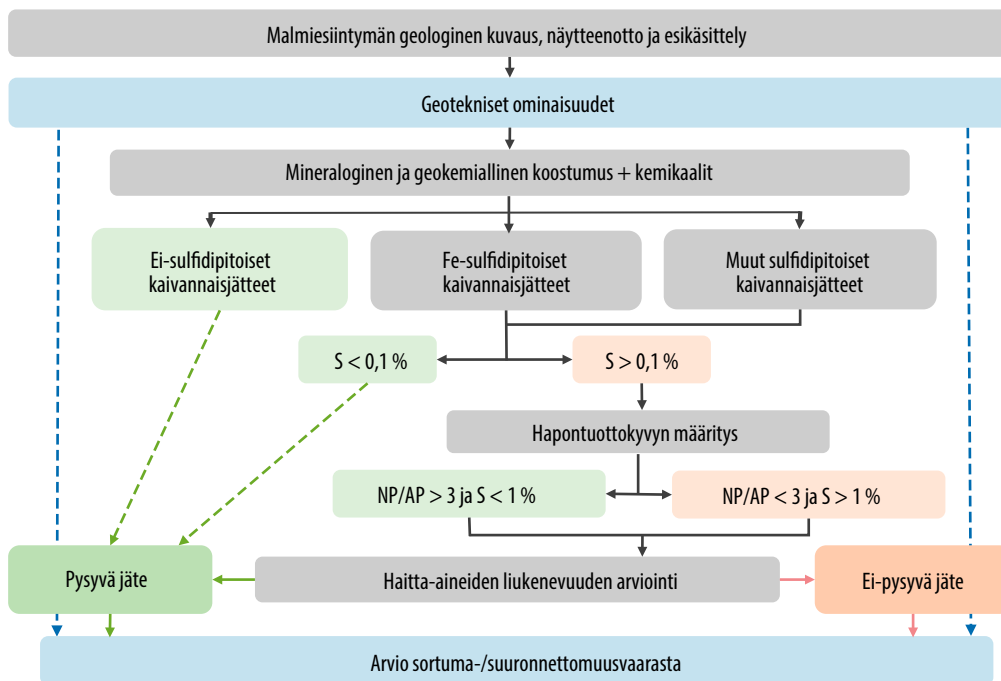 Malmiesiintymän geologinen kuvaus, näytteenotto ja esikäsittely
Geotekniset ominaisuudet
Mineraloginen ja geokemiallinen koostumus + kemikaalit
Ei-sulfidipitoiset
kaivannaisjätteet
Fe-sulfidipitoiset
kaivannaisjätteet
Muut sulfidipitoiset
kaivannaisjätteet
S < 0,1 %
S > 0,1 %
Hapontuottokyvyn määritys
NP/AP > 3 ja S < 1 %
NP/AP < 3 ja S > 1 %
Pysyvä jäte
Haitta-aineiden liukenevuuden arviointi
Ei-pysyvä jäte
Arvio sortuma-/suuronnettomuusvaarasta